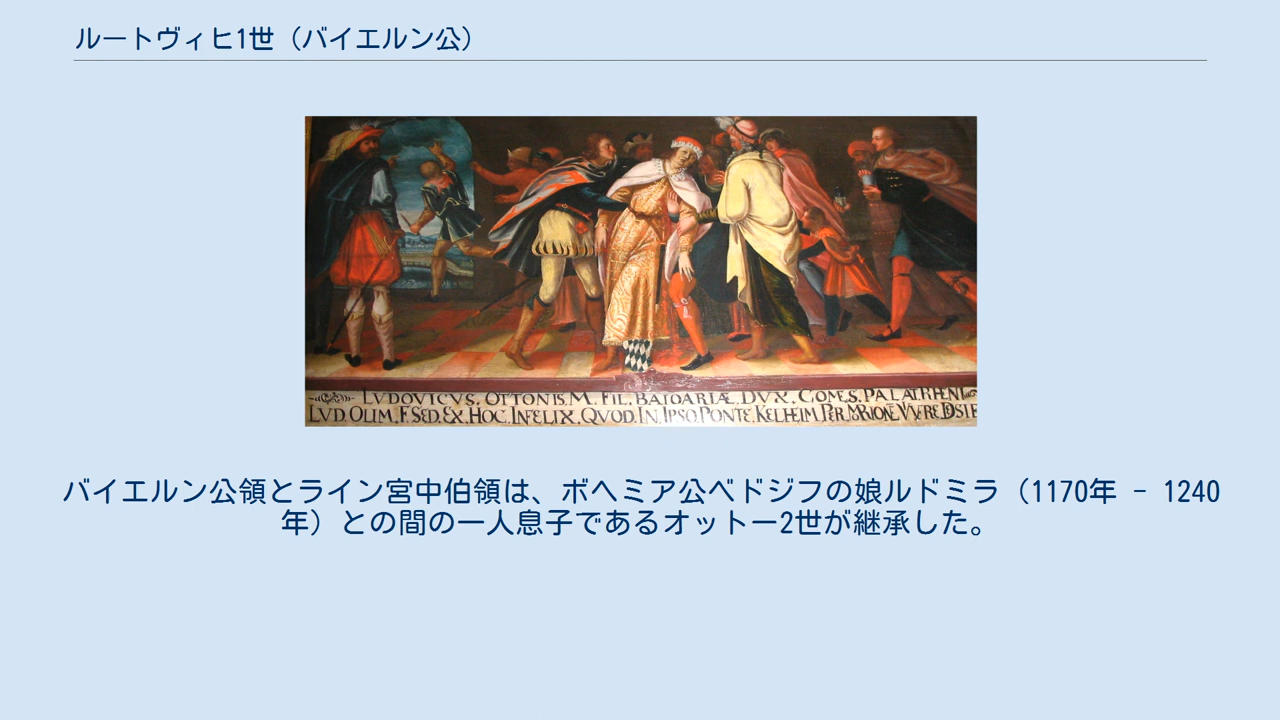 ルートヴィヒ1世（バイエルン公）
LVDOVICVS. OTTONIS. M. FIL. BAIOARIÆ. DVX. COMES. PALAT. RHENI
LVD OLIM. F. SED. EX. HOC. INFELIX. QVOD. IN. IPSO. PONTE. KELHEIM
バイエルン公領とライン宮中伯領は、ボヘミア公ベドジフの娘ルドミラ（1170年 - 1240
年）との間の一人息子であるオットー2世が継承した。